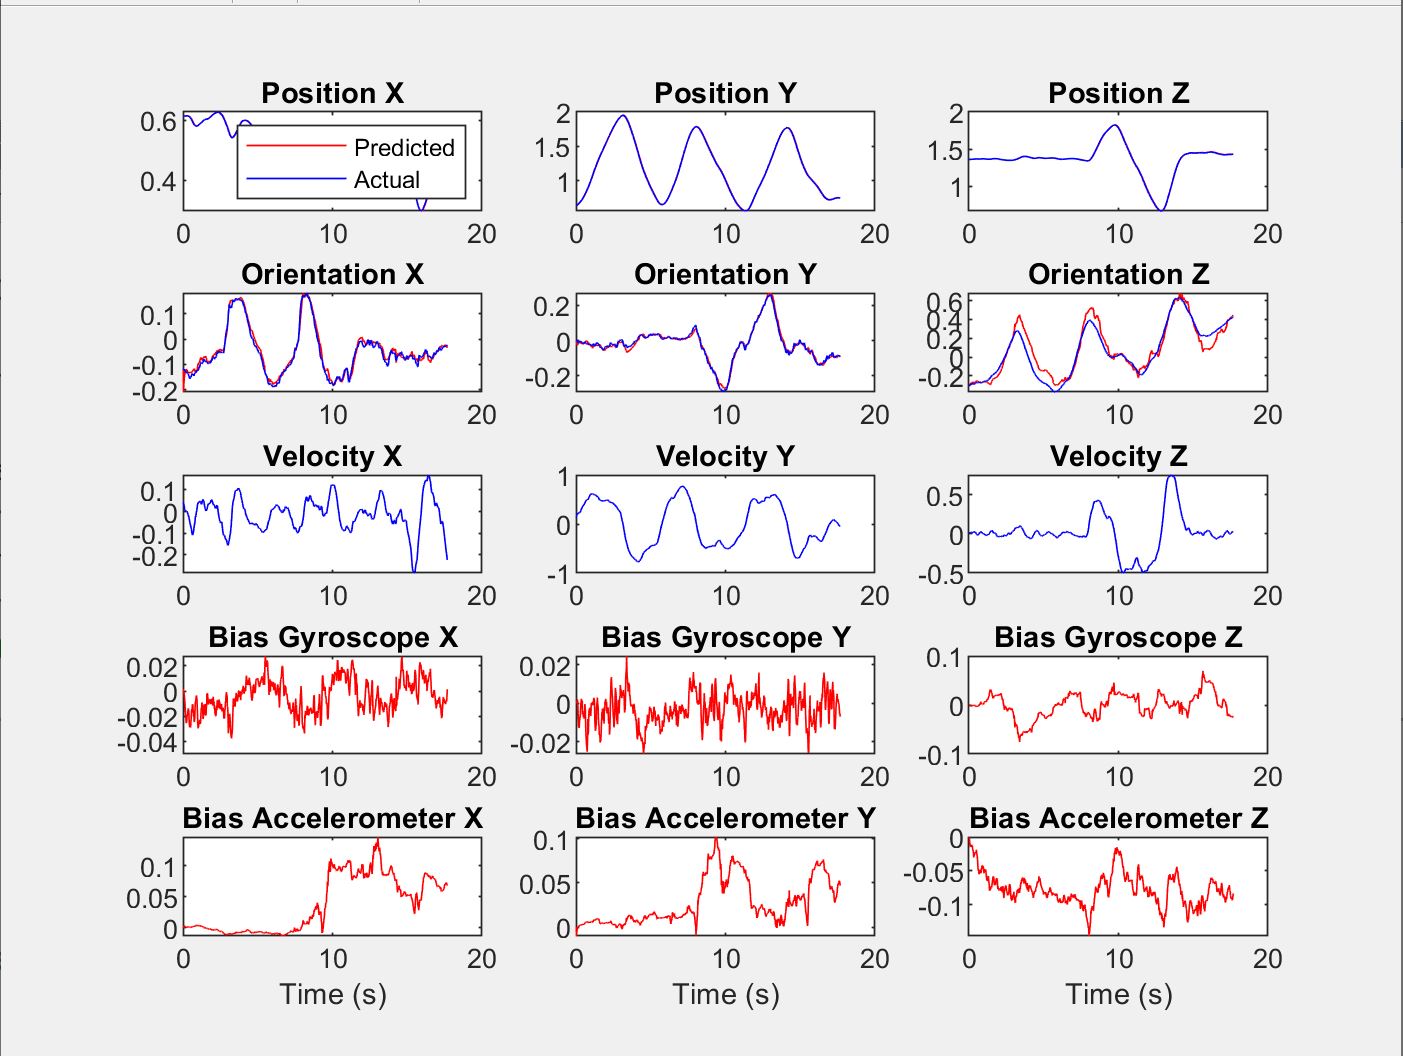 Position X Position Y Position Z
0.6 2 2
Predicted 1.5 1.5
0.4 Actual 1 1
0 10 20 0 10 20 0 10 20
Orientation X Orientation Y Orientation Z
0.1 0.2 0.6
0 0 0.4
-0.1 -0.2 0.2
-0.2 0
-0.2
0 10 20 0 10 20 0 10 20
Velocity X Velocity Y Velocity Z
0.1 1 0.5
0 0 0
-0.1 -1 -0.5
-0.2
0 10 20 0 10 20 0 10 20
Bias Gyroscope X Bias Gyroscope Y Bias Gyroscope Z
0.02 0.02 0.1
0 0 0
-0.02 -0.02 -0.1
-0.04
0 10 20 0 10 20 0 10 20
Bias Accelerometer X Bias Accelerometer Y Bias Accelerometer Z
0.1 0.1 0
0.05 0.05 -0.05
0 0 -0.1
0 10 20 0 10 20 0 10 20
Time (s) Time (s) Time (s)